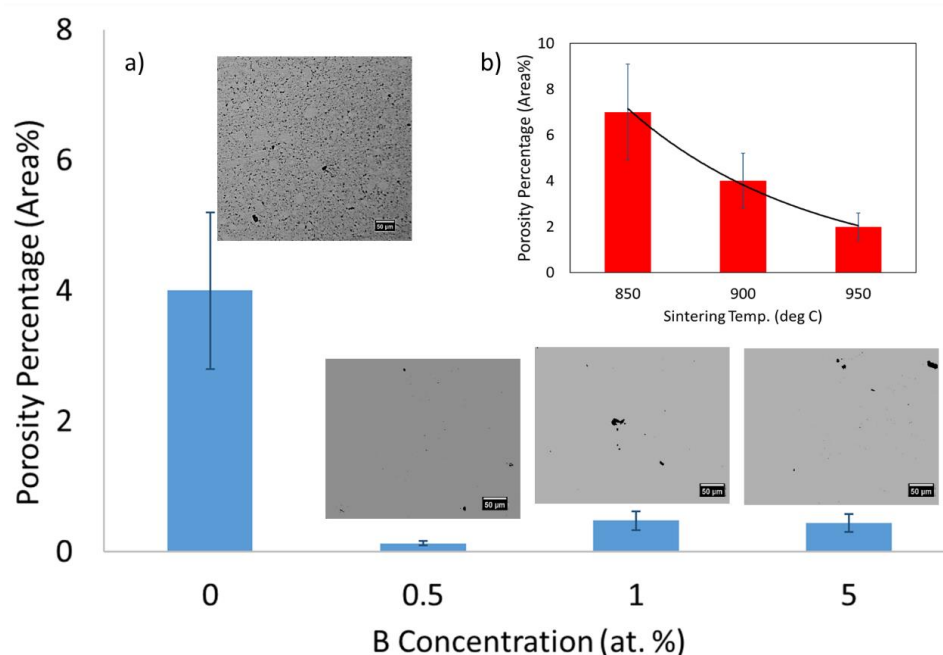 a)
b)
Porosity Percentage (Area%)
8
6
4
2
0
0
0.5
1
5
B Concentration (at. %)
50 µm
50 µm
50 µm
50 µm
Porosity Percentage (Area%)
10
8
6
4
2
0
850
900
950
Sintering Temp. (deg C)